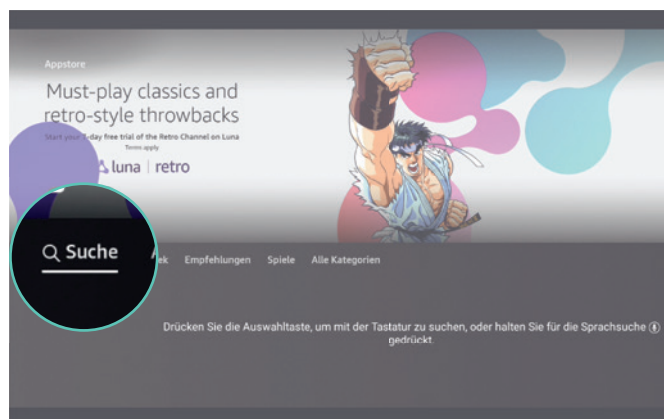 Appstore
Must-play classics and
retro-style throwbacks
Start your 7-day free trial of the Retro Channel on Luna
Terms apply
luna | retro
Suche
ek Empfehlungen Spiele Alle Kategorien
Drücken Sie die Auswahltaste, um mit der Tastatur zu suchen, oder halten Sie für die Sprachsuche
gedrückt.